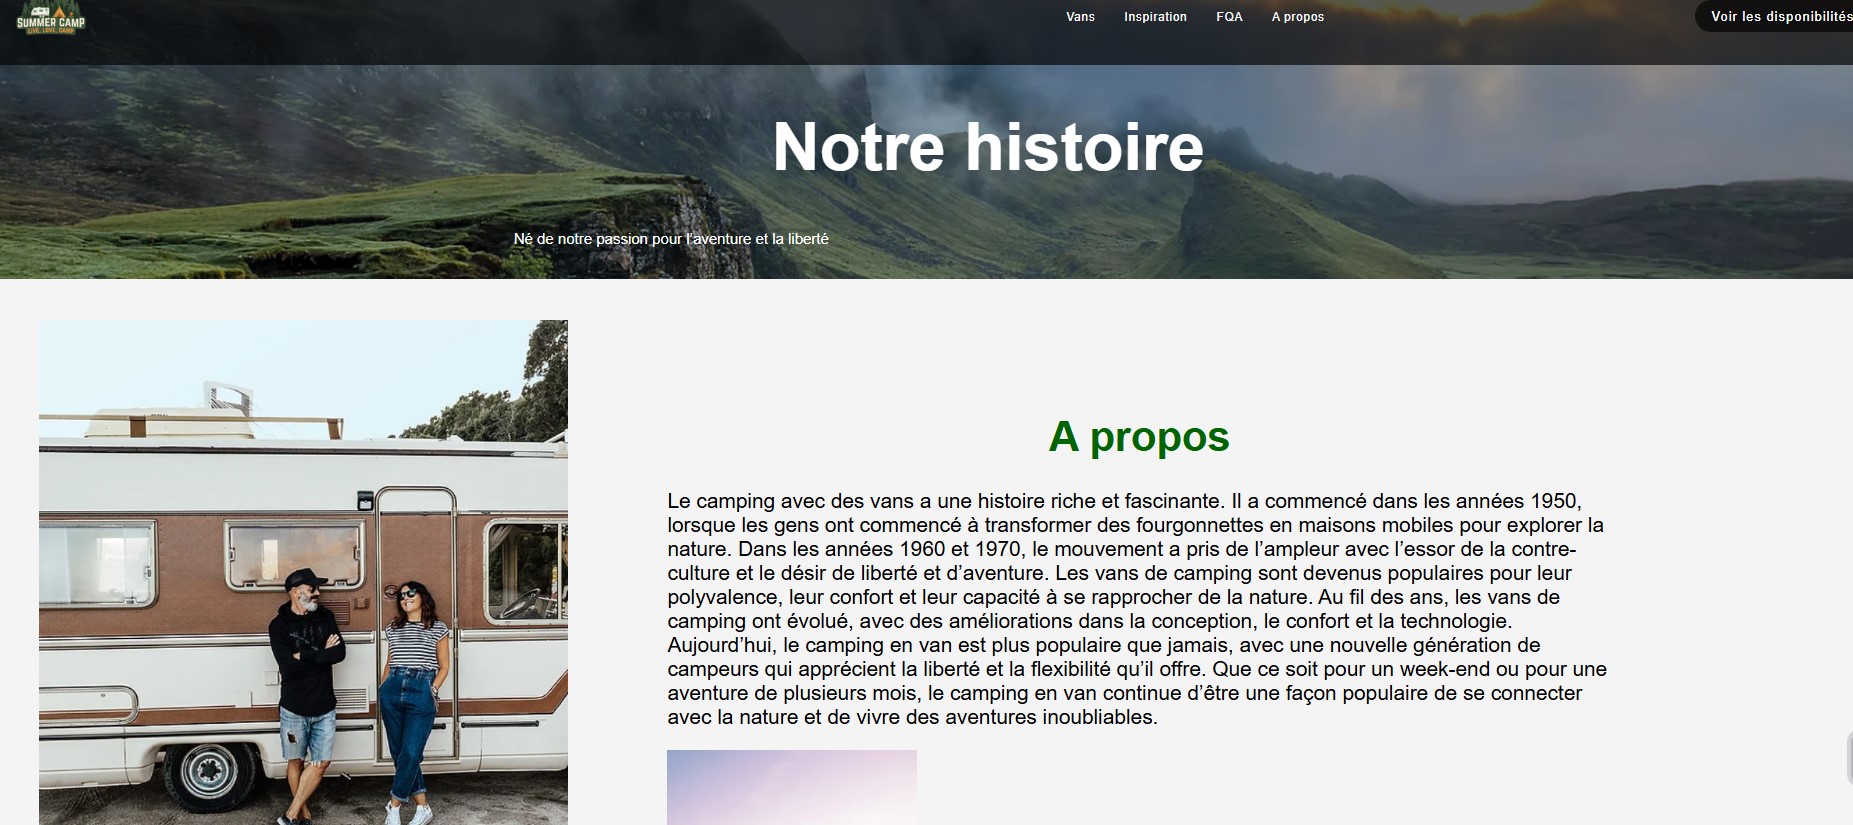 SUMMER CAMP
LIVE, LOVE, CAMP
Vans
Inspiration
FQA
A propos
Voir les disponibilités
Notre histoire
Né de notre passion pour l’aventure et la liberté
A propos
Le camping avec des vans a une histoire riche et fascinante. Il a commencé dans les années 1950,
lorsque les gens ont commencé à transformer des fourgonnettes en maisons mobiles pour explorer la
nature. Dans les années 1960 et 1970, le mouvement a pris de l’ampleur avec l’essor de la contre-
culture et le désir de liberté et d’aventure. Les vans de camping sont devenus populaires pour leur
polyvalence, leur confort et leur capacité à se rapprocher de la nature. Au fil des ans, les vans de
camping ont évolué, avec des améliorations dans la conception, le confort et la technologie.
Aujourd’hui, le camping en van est plus populaire que jamais, avec une nouvelle génération de
campeurs qui apprécient la liberté et la flexibilité qu’il offre. Que ce soit pour un week-end ou pour une
aventure de plusieurs mois, le camping en van continue d’être une façon populaire de se connecter
avec la nature et de vivre des aventures inoubliables.